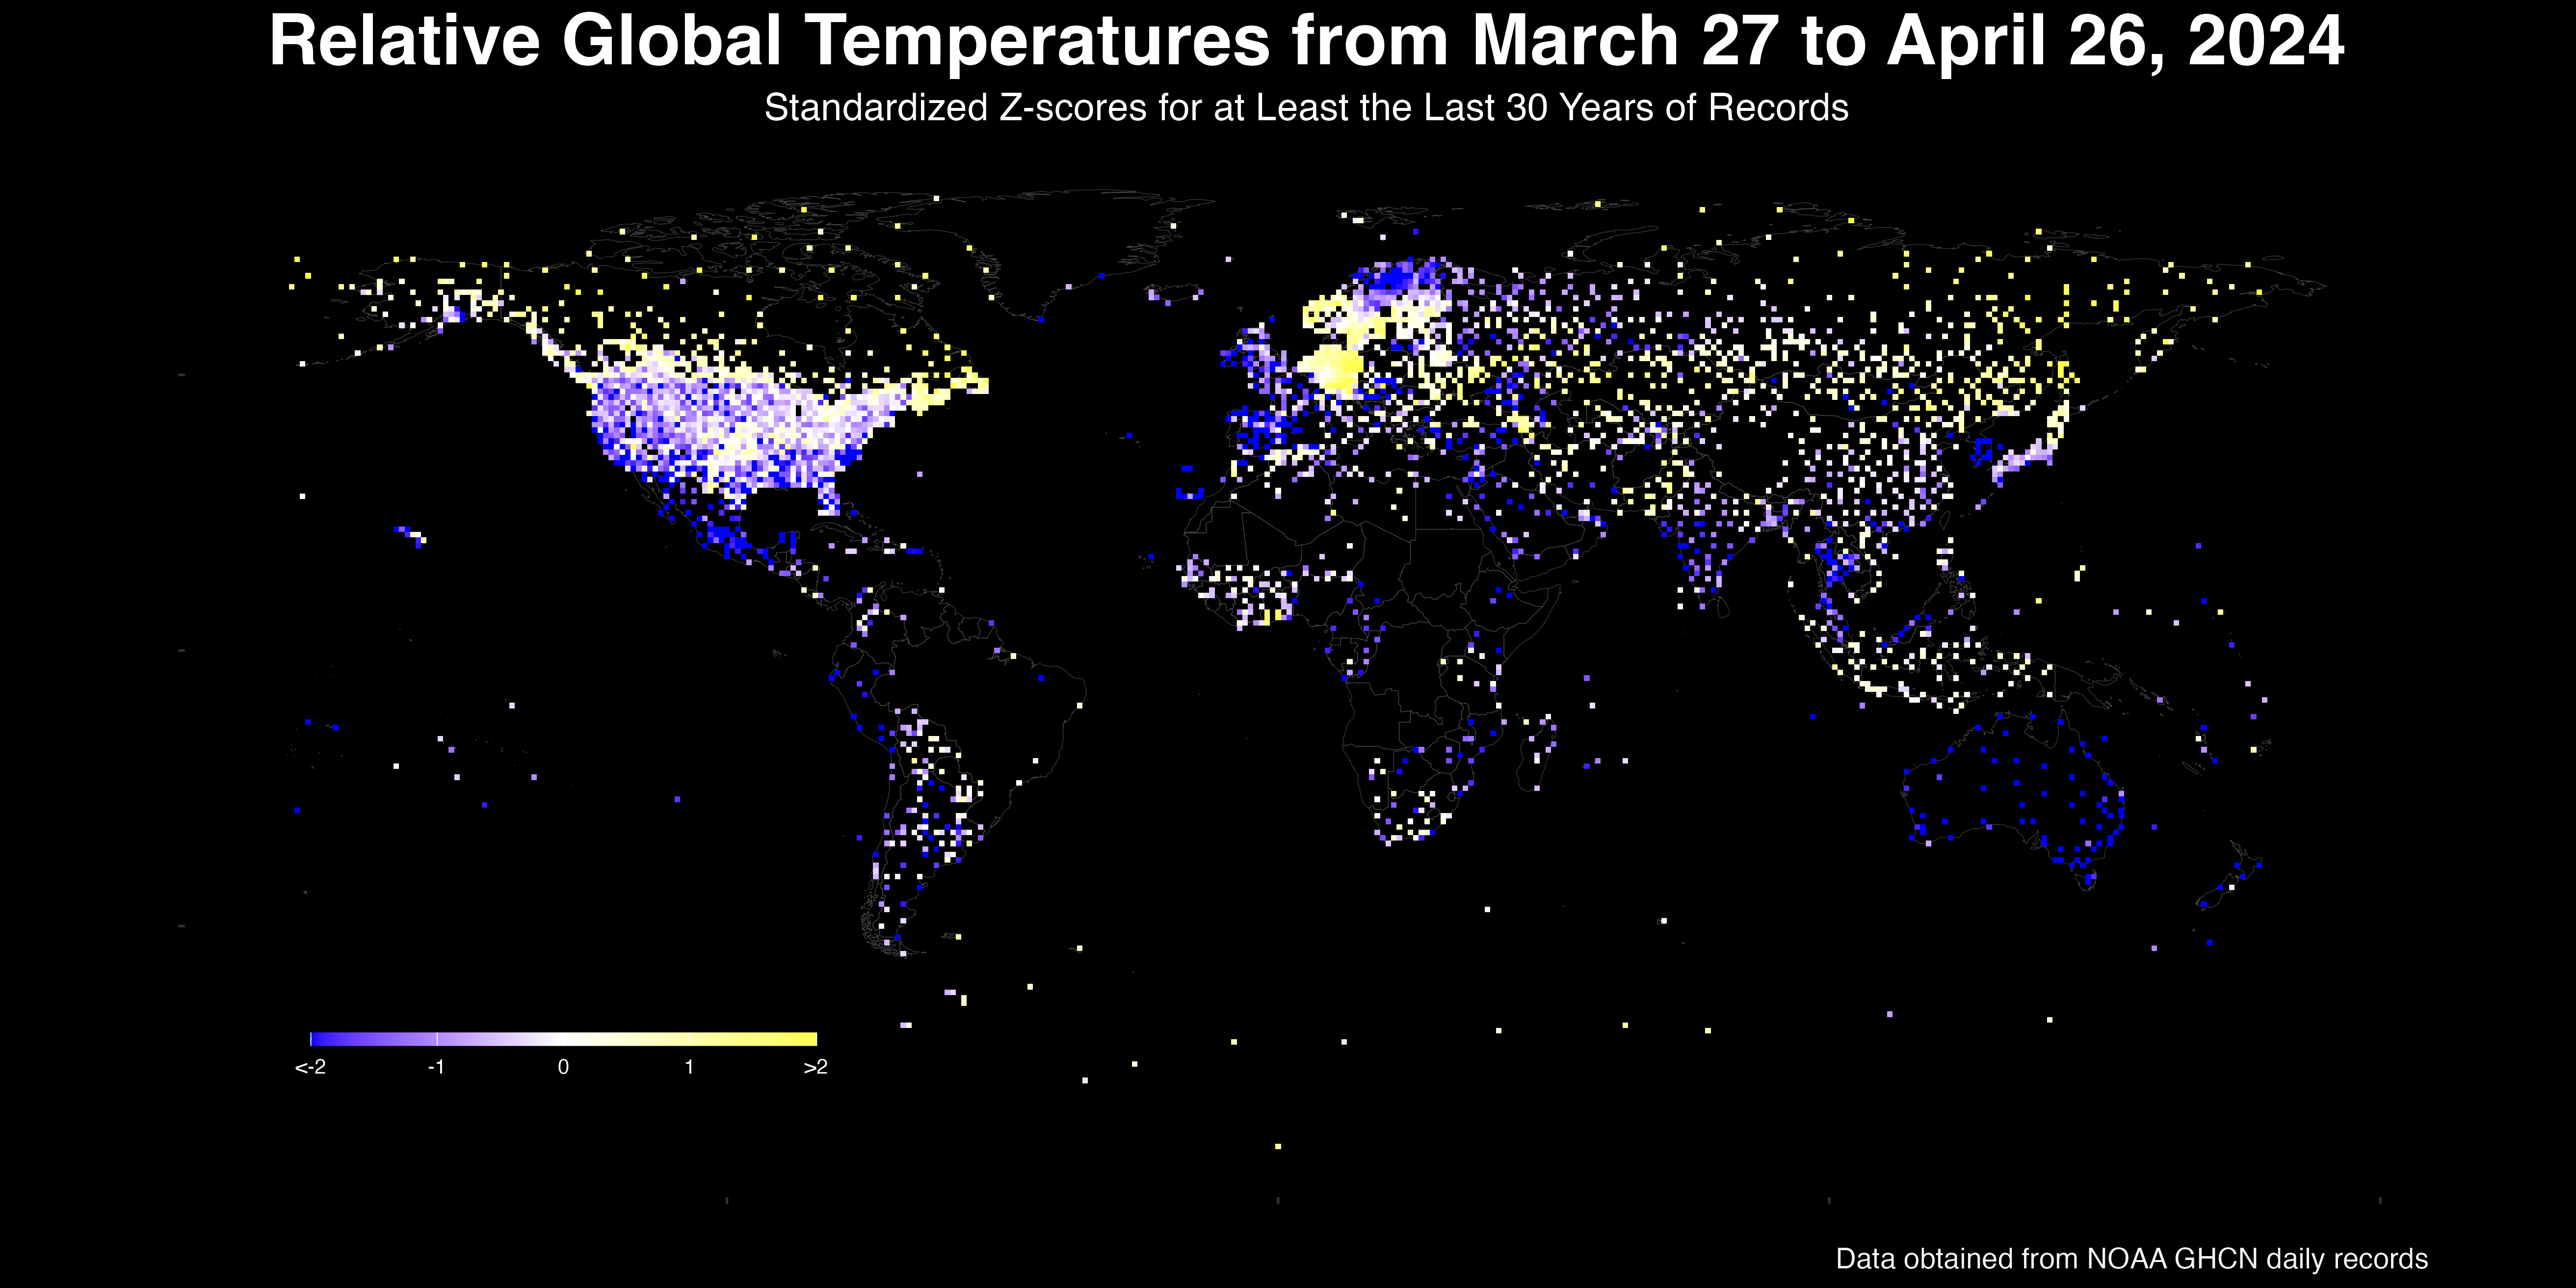 Relative Global Temperatures from March 27 to April 26, 2024
Standardized Z-scores for at Least the Last 30 Years of Records
<-2 -1 0 1 >2
Data obtained from NOAA GHCN daily records